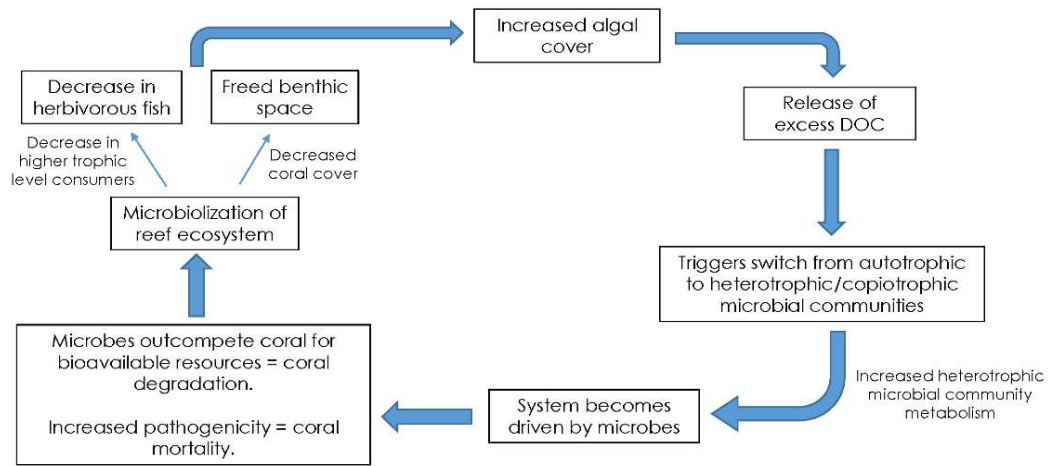 Increased algal
cover
Release of
excess DOC
Triggers switch from autotrophic
to heterotrophic/copiotrophic
microbial communities
Increased heterotrophic
microbial community
metabolism
System becomes
driven by microbes
Microbes outcompete coral for
bioavailable resources = coral
degradation.
Increased pathogenicity = coral
mortality.
Microbiolization of
reef ecosystem
Decrease in
higher trophic
level consumers
Decreased
coral cover
Decrease in
herbivorous fish
Freed benthic
space